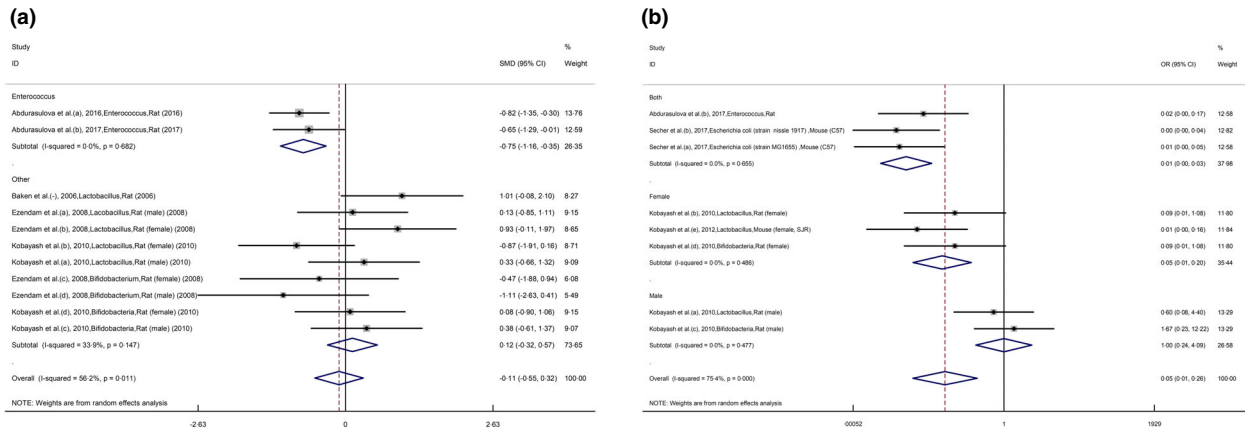 (a)
Study %
ID SMD (95% CI) Weight
Enterococcus
Abdurasulova et al.(a), 2016,Enterococcus,Rat (2016) -0·82 (-1·35, -0·30) 13·76
Abdurasulova et al.(b), 2017,Enterococcus,Rat (2017) -0·65 (-1·29, -0·01) 12·59
Subtotal (I-squared = 0·0%, p = 0·682) -0·75 (-1·16, -0·35) 26·35
.
Other
Baken et al.(-), 2006,Lactobacillus,Rat (2006) 1·01 (-0·08, 2·10) 8·27
Ezendam et al.(a), 2008,Lacobacillus,Rat (male) (2008) 0·13 (-0·85, 1·11) 9·15
Ezendam et al.(b), 2008,Lactobacillus,Rat (female) (2008) 0·93 (-0·11, 1·97) 8·65
Kobayash et al.(b), 2010,Lactobacillus,Rat (female) (2010) -0·87 (-1·91, 0·16) 8·71
Kobayash et al.(a), 2010,Lactobacillus,Rat (male) (2010) 0·33 (-0·66, 1·32) 9·09
Ezendam et al.(c), 2008,Bifidobacterium,Rat (female) (2008) -0·47 (-1·88, 0·94) 6·08
Ezendam et al.(d), 2008,Bifidobacterium,Rat (male) (2008) -1·11 (-2·63, 0·41) 5·49
Kobayash et al.(d), 2010,Bifidobacteria,Rat (female) (2010) 0·08 (-0·90, 1·06) 9·15
Kobayash et al.(c), 2010,Bifidobacteria,Rat (male) (2010) 0·38 (-0·61, 1·37) 9·07
Subtotal (I-squared = 33·9%, p = 0·147) 0·12 (-0·32, 0·57) 73·65
.
Overall (I-squared = 56·2%, p = 0·011) -0·11 (-0·55, 0·32) 100·00
NOTE: Weights are from random effects analysis
-2·63 0 2·63
(b)
Study %
ID OR (95% CI) Weight
Both
Abdurasulova et al.(b), 2017,Enterococcus,Rat 0·02 (0·00, 0·17) 12·58
Secher et al.(b), 2017,Escherichia coli (strain nissle 1917) ,Mouse (C57) 0·00 (0·00, 0·04) 12·82
Secher et al.(a), 2017,Escherichia coli (strain MG1655) ,Mouse (C57) 0·01 (0·00, 0·05) 12·58
Subtotal (I-squared = 0.0%, p = 0·655) 0·01 (0·00, 0·03) 37·98
.
Female
Kobayash et al.(b), 2010,Lactobacillus,Rat (female) 0·09 (0·01, 1·08) 11·80
Kobayash et al.(e), 2012,Lactobacillus,Mouse (female, SJR) 0·01 (0·00, 0·16) 11·84
Kobayash et al.(d), 2010,Bifidobacteria,Rat (female) 0·09 (0·01, 1·08) 11·80
Subtotal (I-squared = 0·0%, p = 0·486) 0·05 (0·01, 0·20) 35·44
.
Male
Kobayash et al.(a), 2010,Lactobacillus,Rat (male) 0·60 (0·08, 4·40) 13·29
Kobayash et al.(c), 2010,Bifidobacteria,Rat (male) 1·67 (0·23, 12·22) 13·29
Subtotal (I-squared = 0·0%, p = 0·477) 1·00 (0·24, 4·09) 26·58
.
Overall (I-squared = 75·4%, p = 0·000) 0·05 (0·01, 0·26) 100·00
NOTE: Weights are from random effects analysis
·00052 1 1929